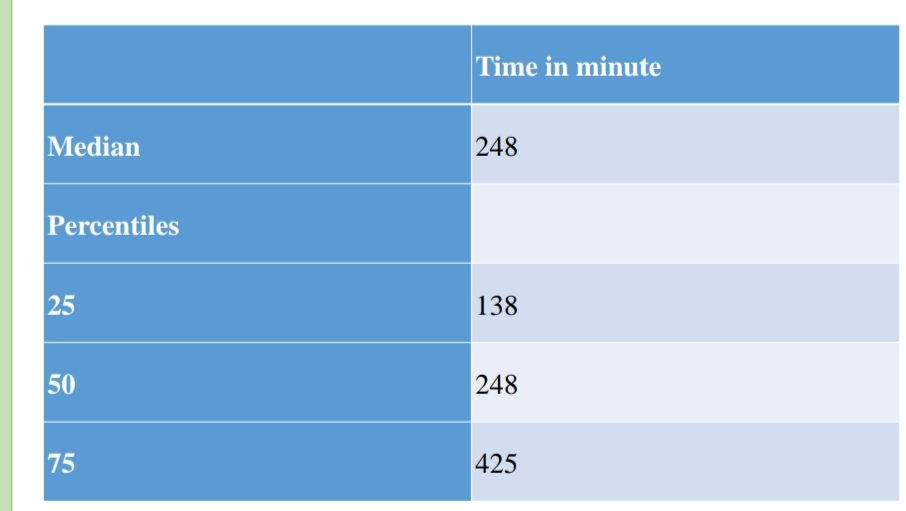 Time in minute
Median 248
Percentiles
25 138
50 248
75 425